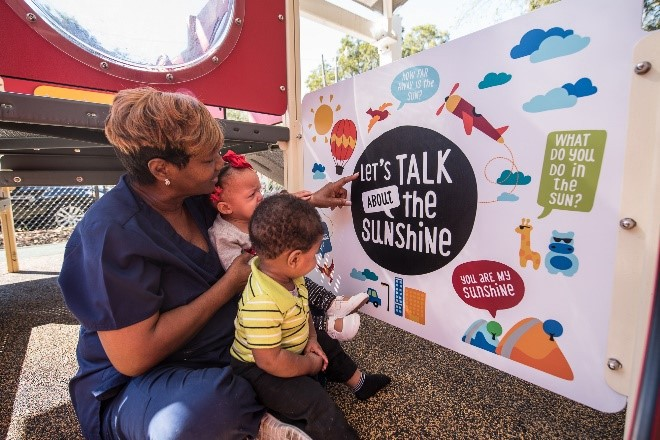 HOW FAR
AWAY IS THE
SUN?
LET'S TALK
ABOUT the
SUNSHINE
WHAT
DO YOU
DO IN
the
SUN?
YOU ARE MY
SUNSHINE